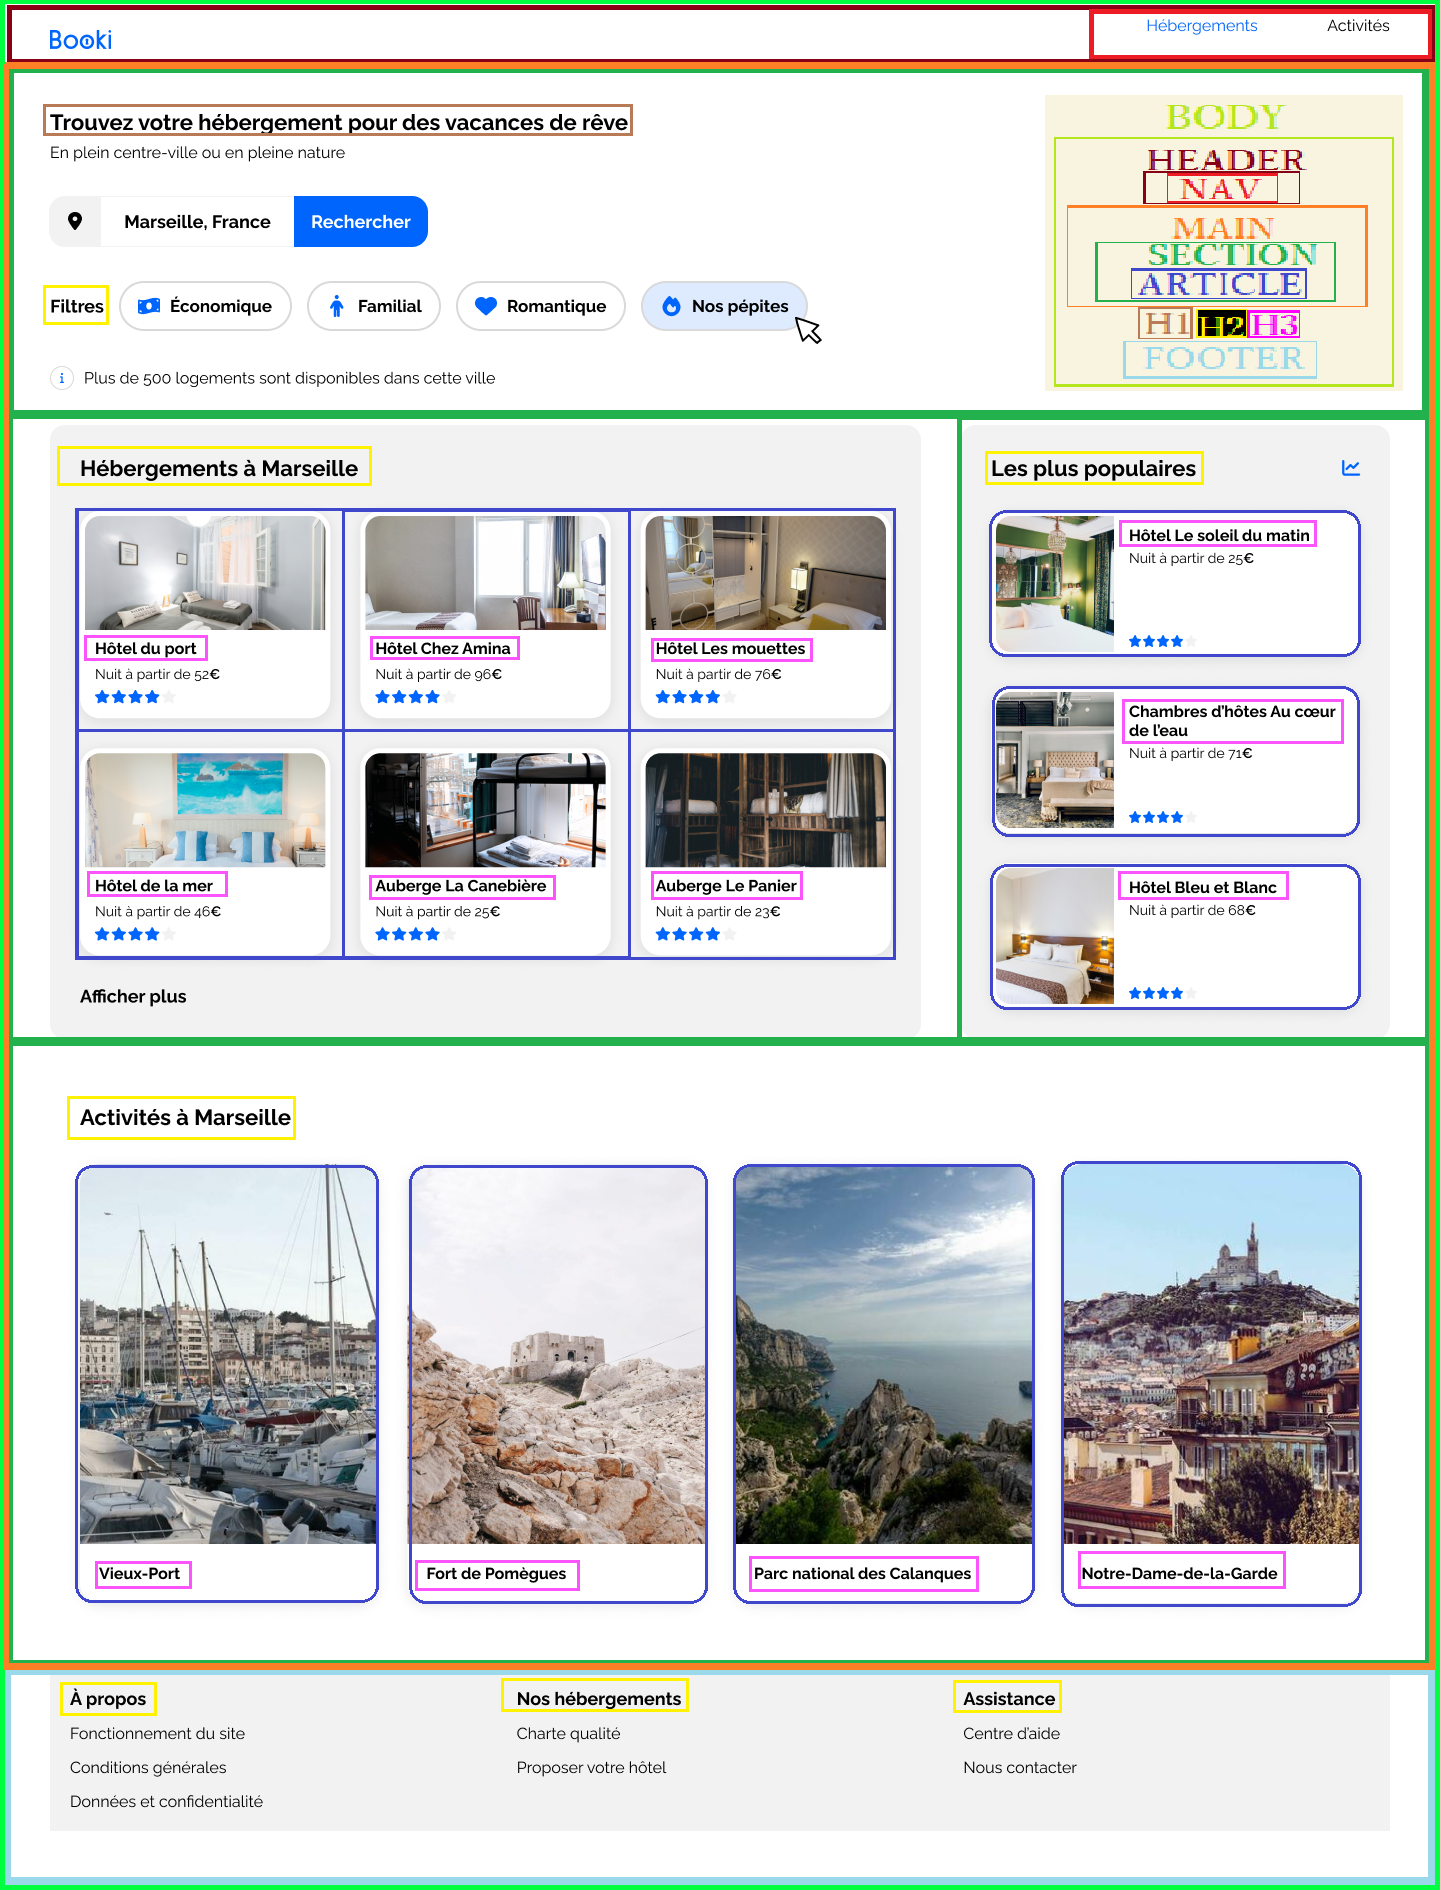 Booki
Hébergements
Activités
Trouvez votre hébergement pour des vacances de rêve
En plein centre-ville ou en pleine nature
Marseille, France
Rechercher
Filtres
Économique
Familial
Romantique
Nos pépites
Plus de 500 logements sont disponibles dans cette ville
BODY
HEADER
NAV
MAIN
SECTION
ARTICLE
H1 H2 H3
FOOTER
Hébergements à Marseille
Hôtel du port
Nuit à partir de 52€
Hôtel Chez Amina
Nuit à partir de 96€
Hôtel Les mouettes
Nuit à partir de 76€
Hôtel de la mer
Nuit à partir de 46€
Auberge La Canebière
Nuit à partir de 25€
Auberge Le Panier
Nuit à partir de 23€
Afficher plus
Les plus populaires
Hôtel Le soleil du matin
Nuit à partir de 25€
Chambres d'hôtes Au cœur
de l'eau
Nuit à partir de 71€
Hôtel Bleu et Blanc
Nuit à partir de 68€
Activités à Marseille
Vieux-Port
Fort de Pomègues
Parc national des Calanques
Notre-Dame-de-la-Garde
À propos
Fonctionnement du site
Conditions générales
Données et confidentialité
Nos hébergements
Charte qualité
Proposer votre hôtel
Assistance
Centre d'aide
Nous contacter